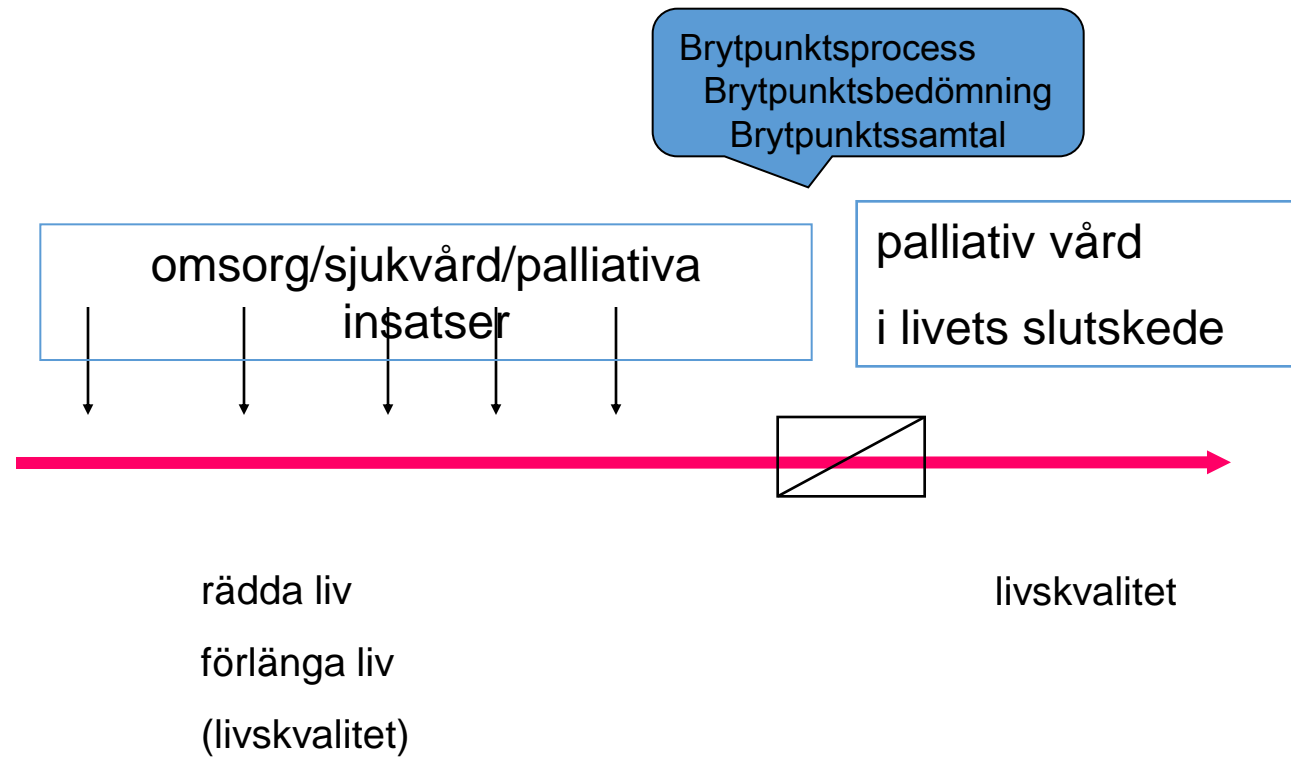 Brytpunktsprocess
Brytpunktsbedömning
Brytpunktssamtal
omsorg/sjukvård/palliativa
insatser
palliativ vård
i livets slutskede
rädda liv
förlänga liv
(livskvalitet)
livskvalitet